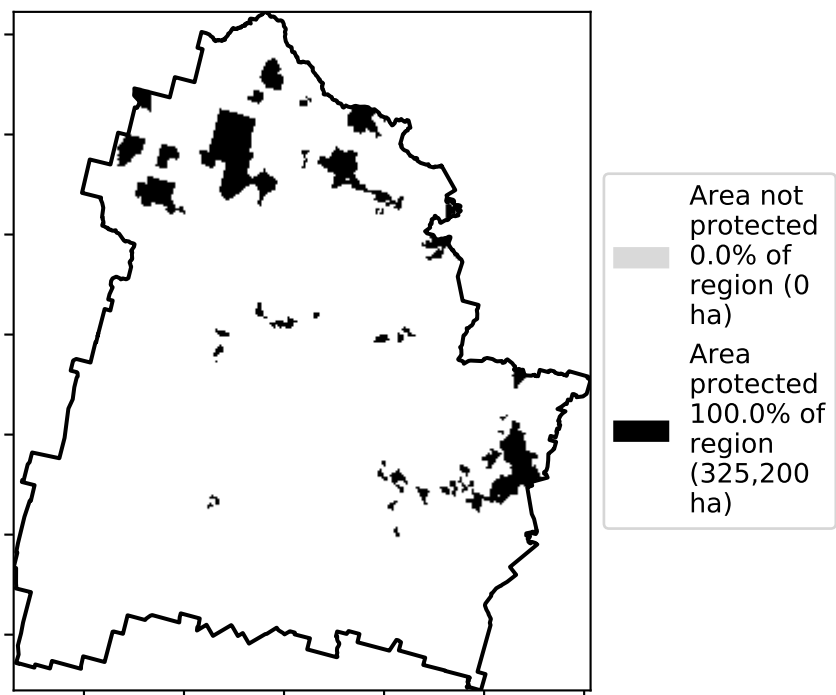 Area not
protected
0.0% of
region (0
ha)
Area
protected
100.0% of
region
(325,200
ha)